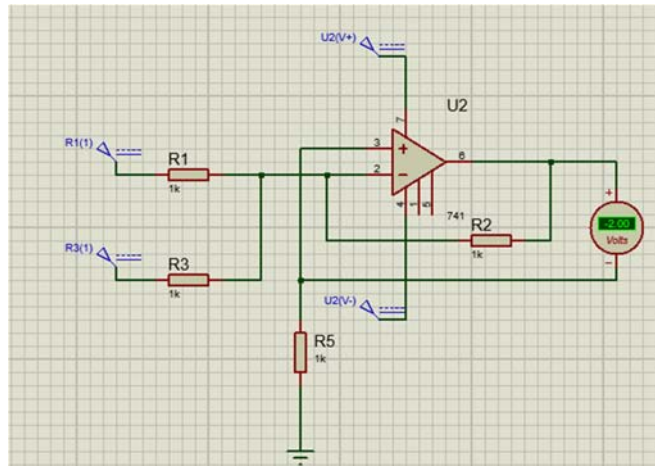 U2(V+)
U2
7
R1(1)
R1
1k
3
2
6
4
1
5
741
R2
1k
-2.00
Volts
+
-
R3(1)
R3
1k
U2(V-)
R5
1k